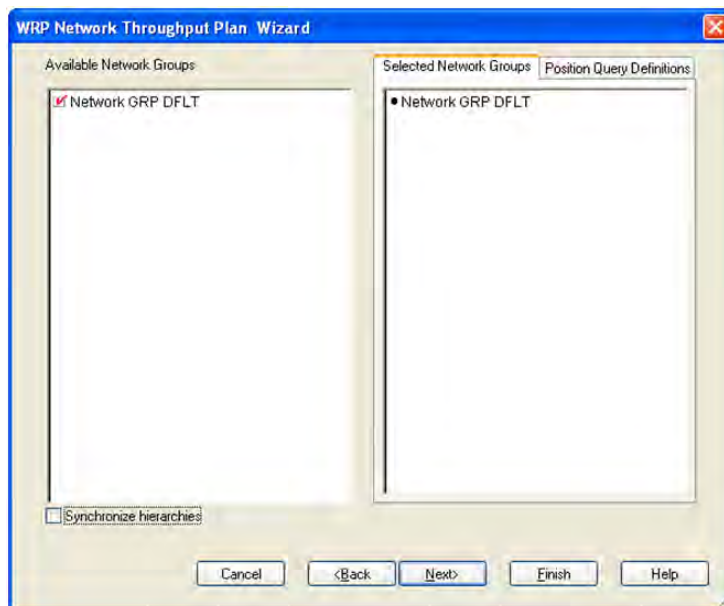 WRP Network Throughput Plan  Wizard
Available Network Groups
Selected Network Groups
Position Query Definitions
Network GRP DFLT
Network GRP DFLT
Synchronize hierarchies
Cancel
<Back
Next>
Finish
Help